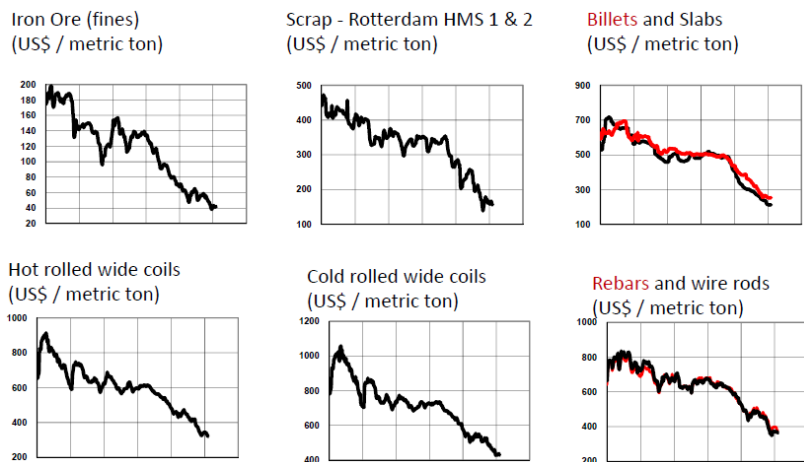 Iron Ore (fines)
(US$ / metric ton)
200
180
160
140
120
100
80
60
40
20
Scrap - Rotterdam HMS 1 & 2
(US$ / metric ton)
500
400
300
200
100
Billets and Slabs
(US$ / metric ton)
900
700
500
300
100
Hot rolled wide coils
(US$ / metric ton)
1000
800
600
400
200
Cold rolled wide coils
(US$ / metric ton)
1200
1000
800
600
400
Rebars and wire rods
(US$ / metric ton)
1000
800
600
400
200